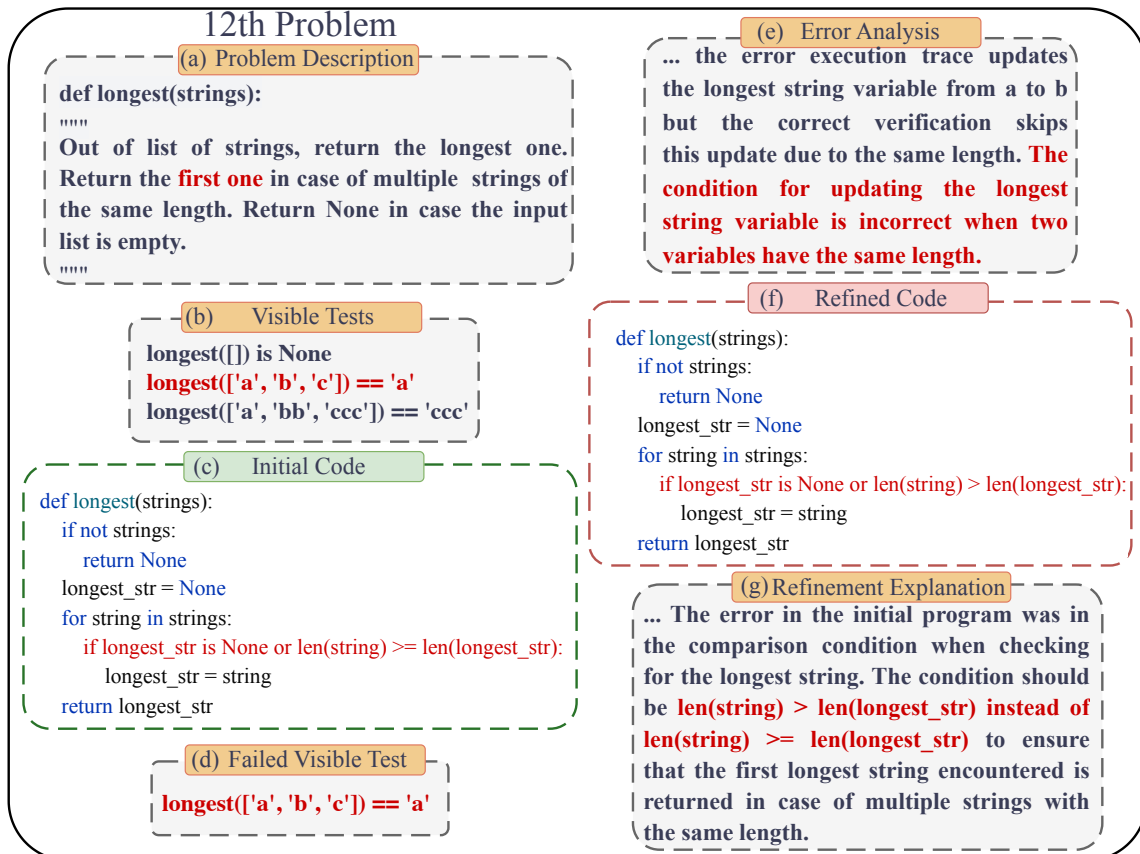 12th Problem
(a) Problem Description
def longest(strings):
"""
Out of list of strings, return the longest one.
Return the first one in case of multiple strings of
the same length. Return None in case the input
list is empty.
"""
(b) Visible Tests
longest([]) is None
longest(['a', 'b', 'c']) == 'a'
longest(['a', 'bb', 'ccc']) == 'ccc'
(c) Initial Code
def longest(strings):
if not strings:
return None
longest_str = None
for string in strings:
if longest_str is None or len(string) >= len(longest_str):
longest_str = string
return longest_str
(d) Failed Visible Test
longest(['a', 'b', 'c']) == 'a'
(e) Error Analysis
... the error execution trace updates
the longest string variable from a to b
but the correct verification skips
this update due to the same length. The
condition for updating the longest
string variable is incorrect when two
variables have the same length.
(f) Refined Code
def longest(strings):
if not strings:
return None
longest_str = None
for string in strings:
if longest_str is None or len(string) > len(longest_str):
longest_str = string
return longest_str
(g) Refinement Explanation
... The error in the initial program was in
the comparison condition when checking
for the longest string. The condition should
be len(string) > len(longest_str) instead of
len(string) >= len(longest_str) to ensure
that the first longest string encountered is
returned in case of multiple strings with
the same length.